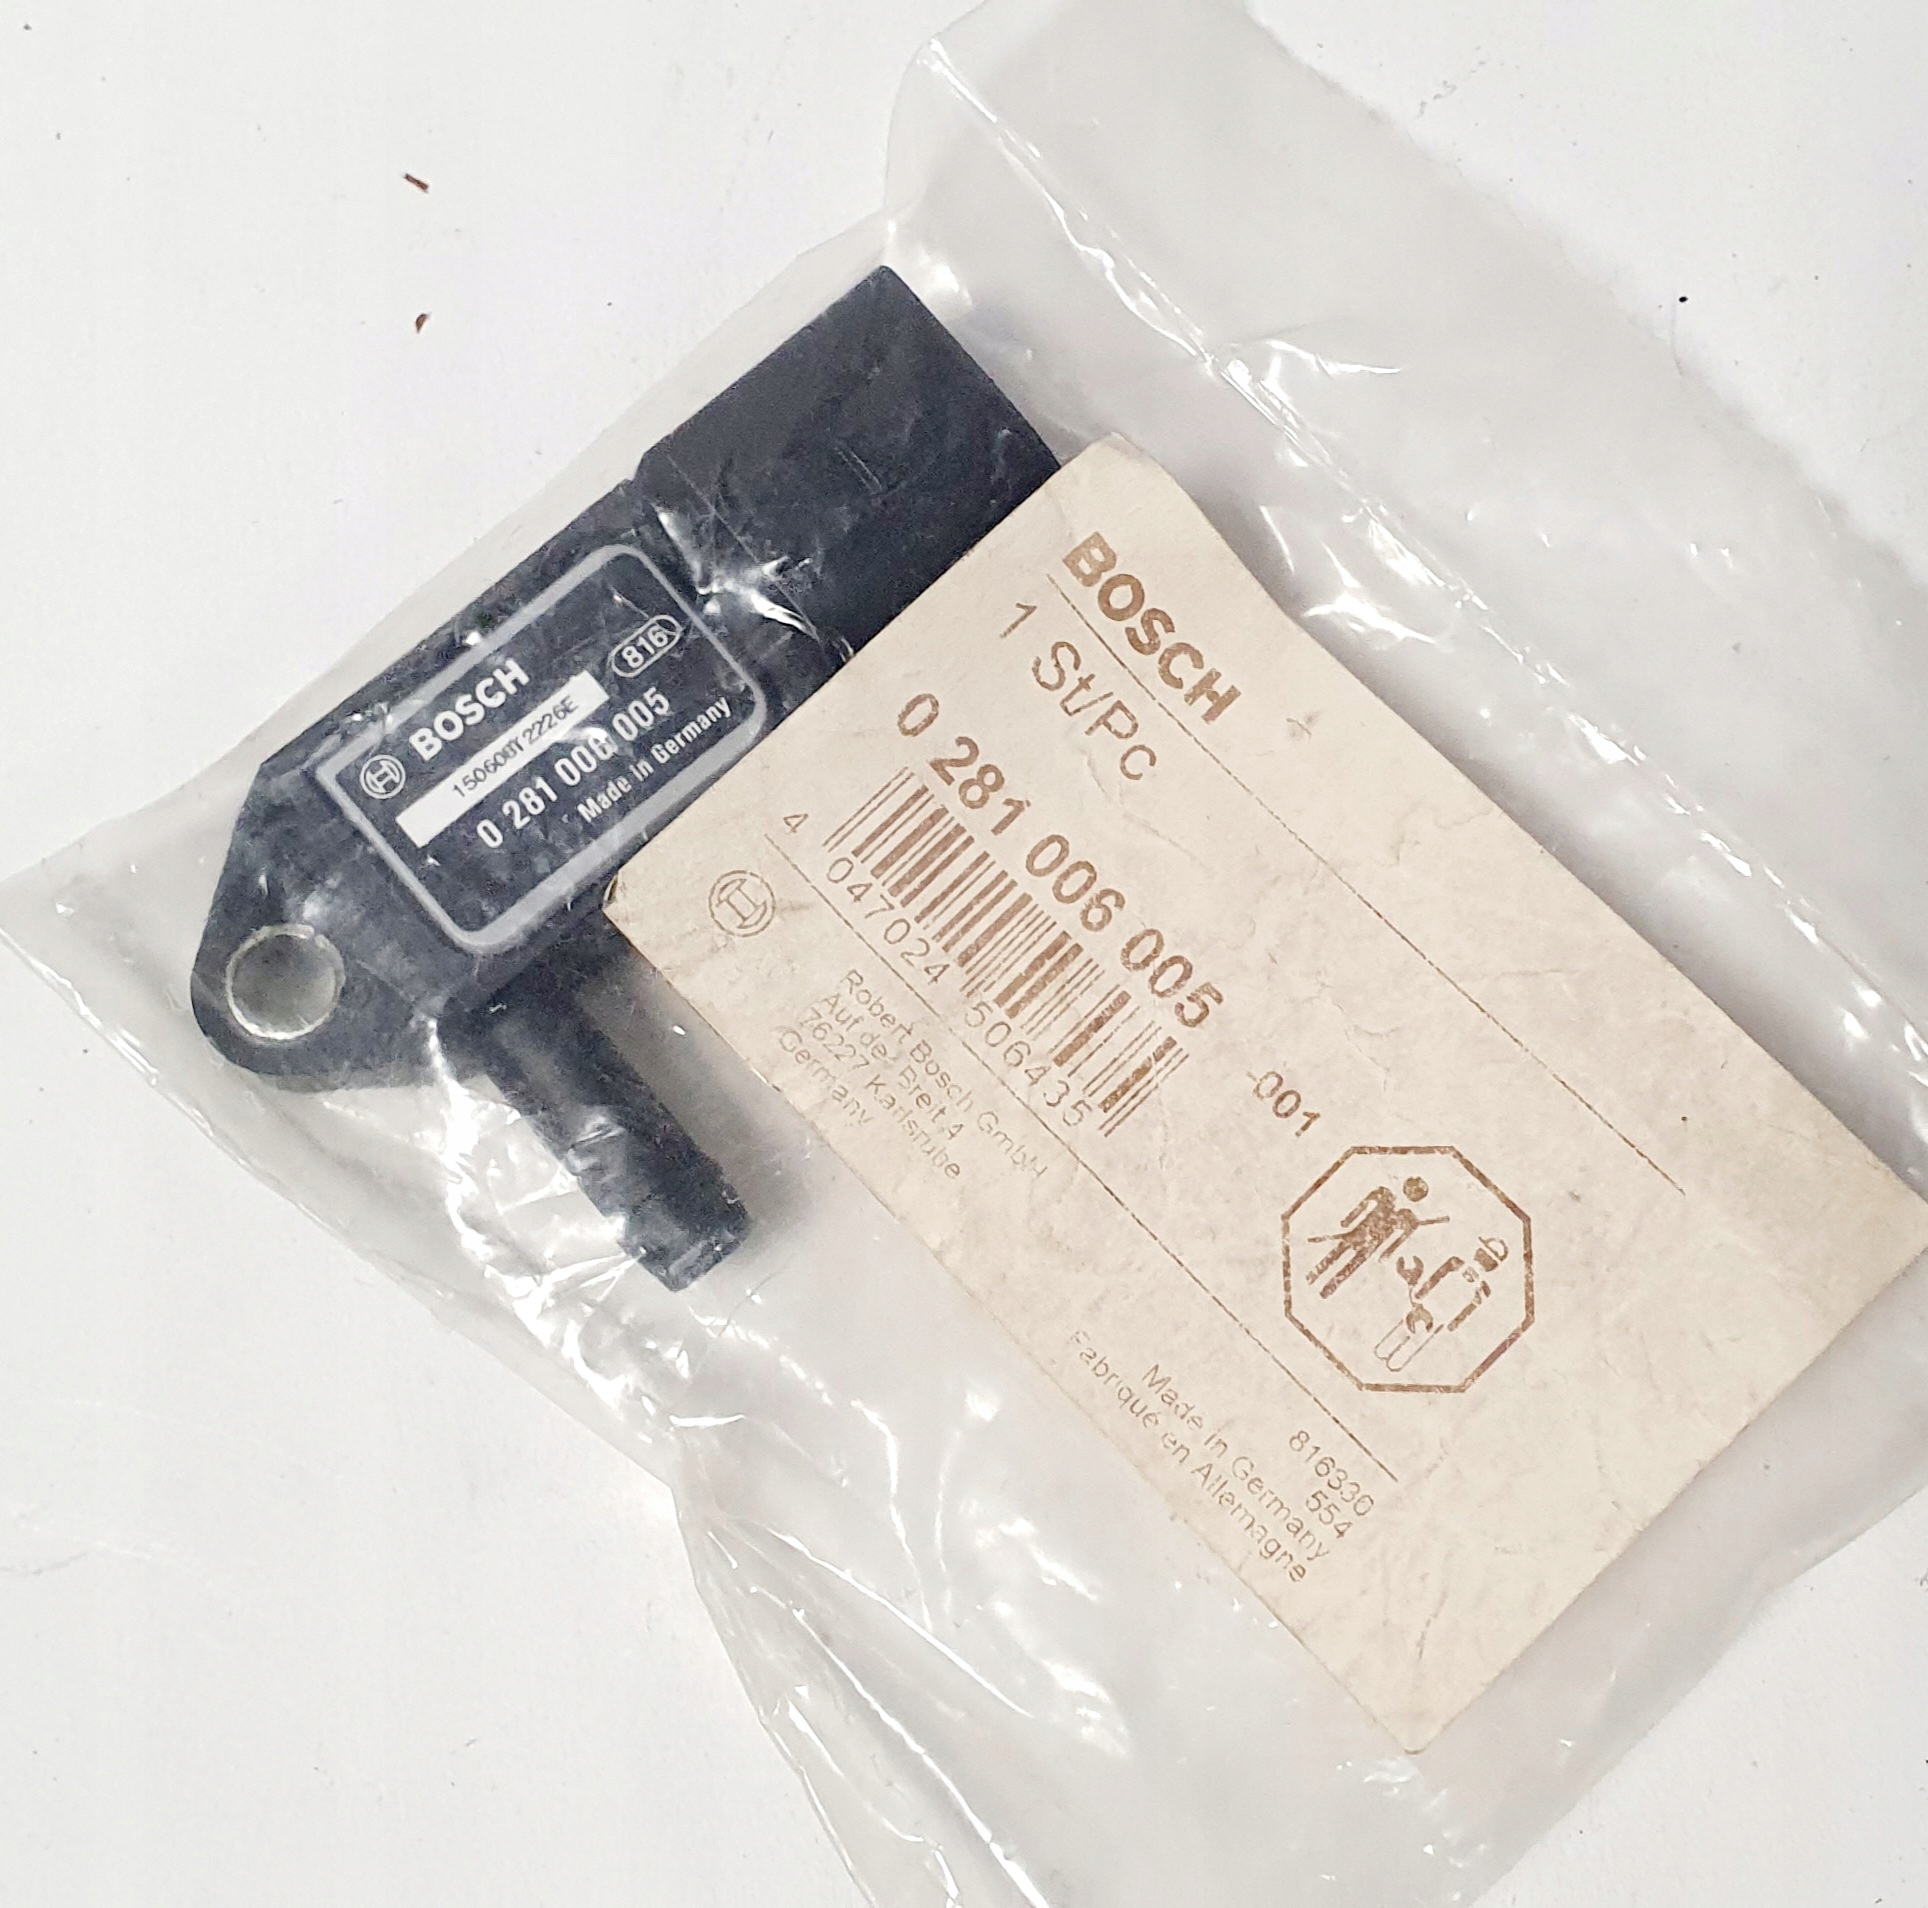 BOSCH
816
1506001 2226E
0 281 006 005
Made in Germany
BOSCH
1 St/Pc
0 281 006 005
4 047024 506435
-001
Robert Bosch GmbH
Auf der Breit 4
76227 Karlsruhe
Germany
816330
554
Made in Germany
Fabriqué en Allemagne